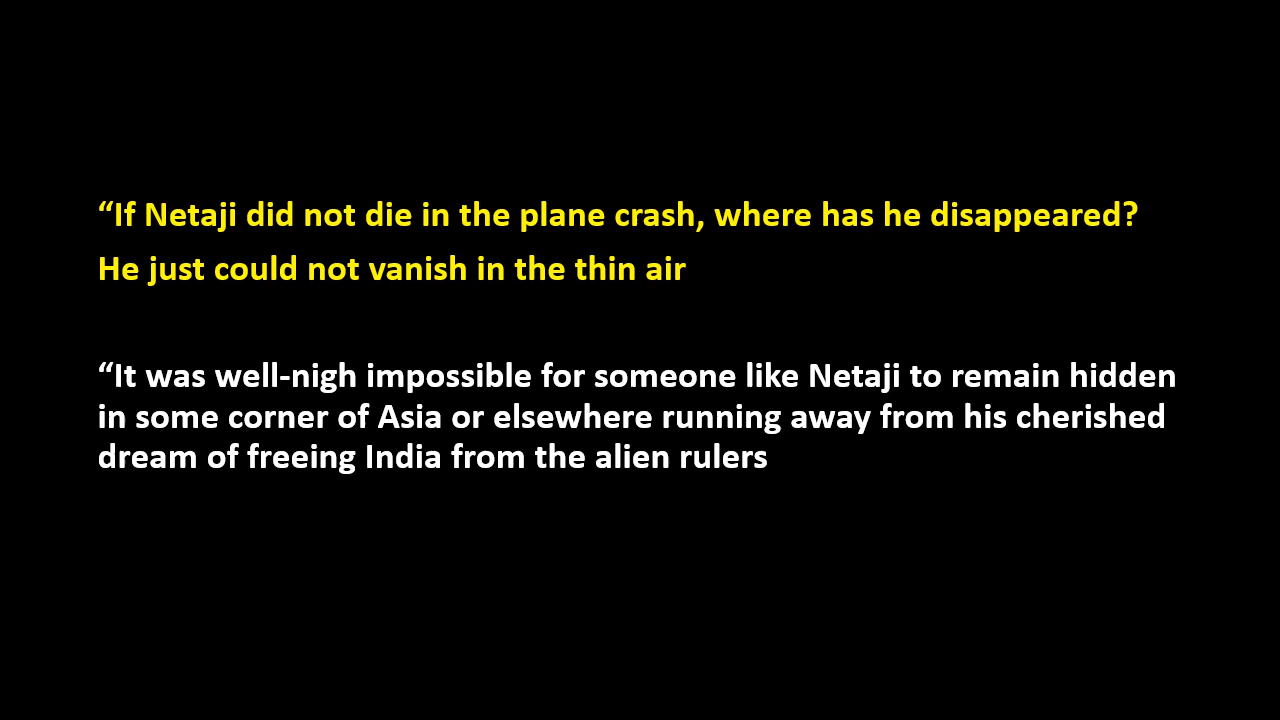 “If Netaji did not die in the plane crash, where has he disappeared?
He just could not vanish in the thin air
“It was well-nigh impossible for someone like Netaji to remain hidden
in some corner of Asia or elsewhere running away from his cherished
dream of freeing India from the alien rulers